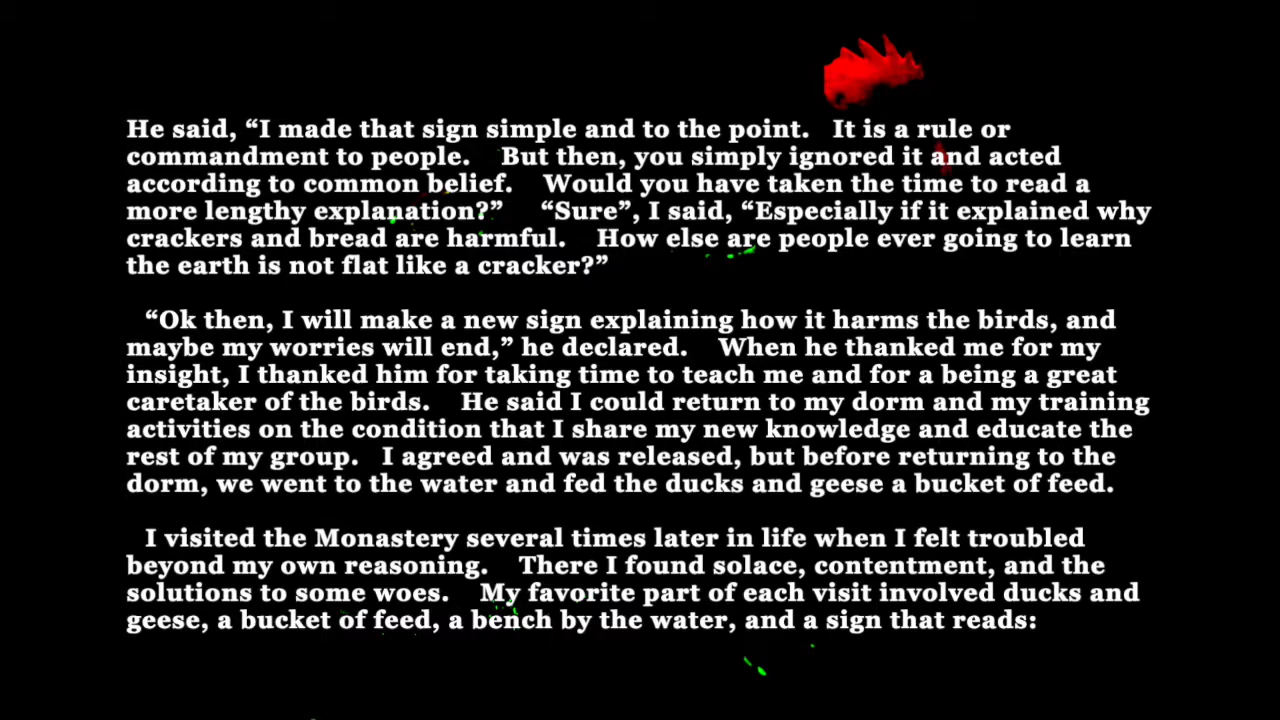 He said, “I made that sign simple and to the point.   It is a rule or
commandment to people.   But then, you simply ignored it and acted
according to common belief.   Would you have taken the time to read a
more lengthy explanation?”   “Sure”, I said, “Especially if it explained why
crackers and bread are harmful.   How else are people ever going to learn
the earth is not flat like a cracker?”
“Ok then, I will make a new sign explaining how it harms the birds, and
maybe my worries will end,” he declared.   When he thanked me for my
insight, I thanked him for taking time to teach me and for a being a great
caretaker of the birds.   He said I could return to my dorm and my training
activities on the condition that I share my new knowledge and educate the
rest of my group.   I agreed and was released, but before returning to the
dorm, we went to the water and fed the ducks and geese a bucket of feed.
I visited the Monastery several times later in life when I felt troubled
beyond my own reasoning.   There I found solace, contentment, and the
solutions to some woes.   My favorite part of each visit involved ducks and
geese, a bucket of feed, a bench by the water, and a sign that reads: